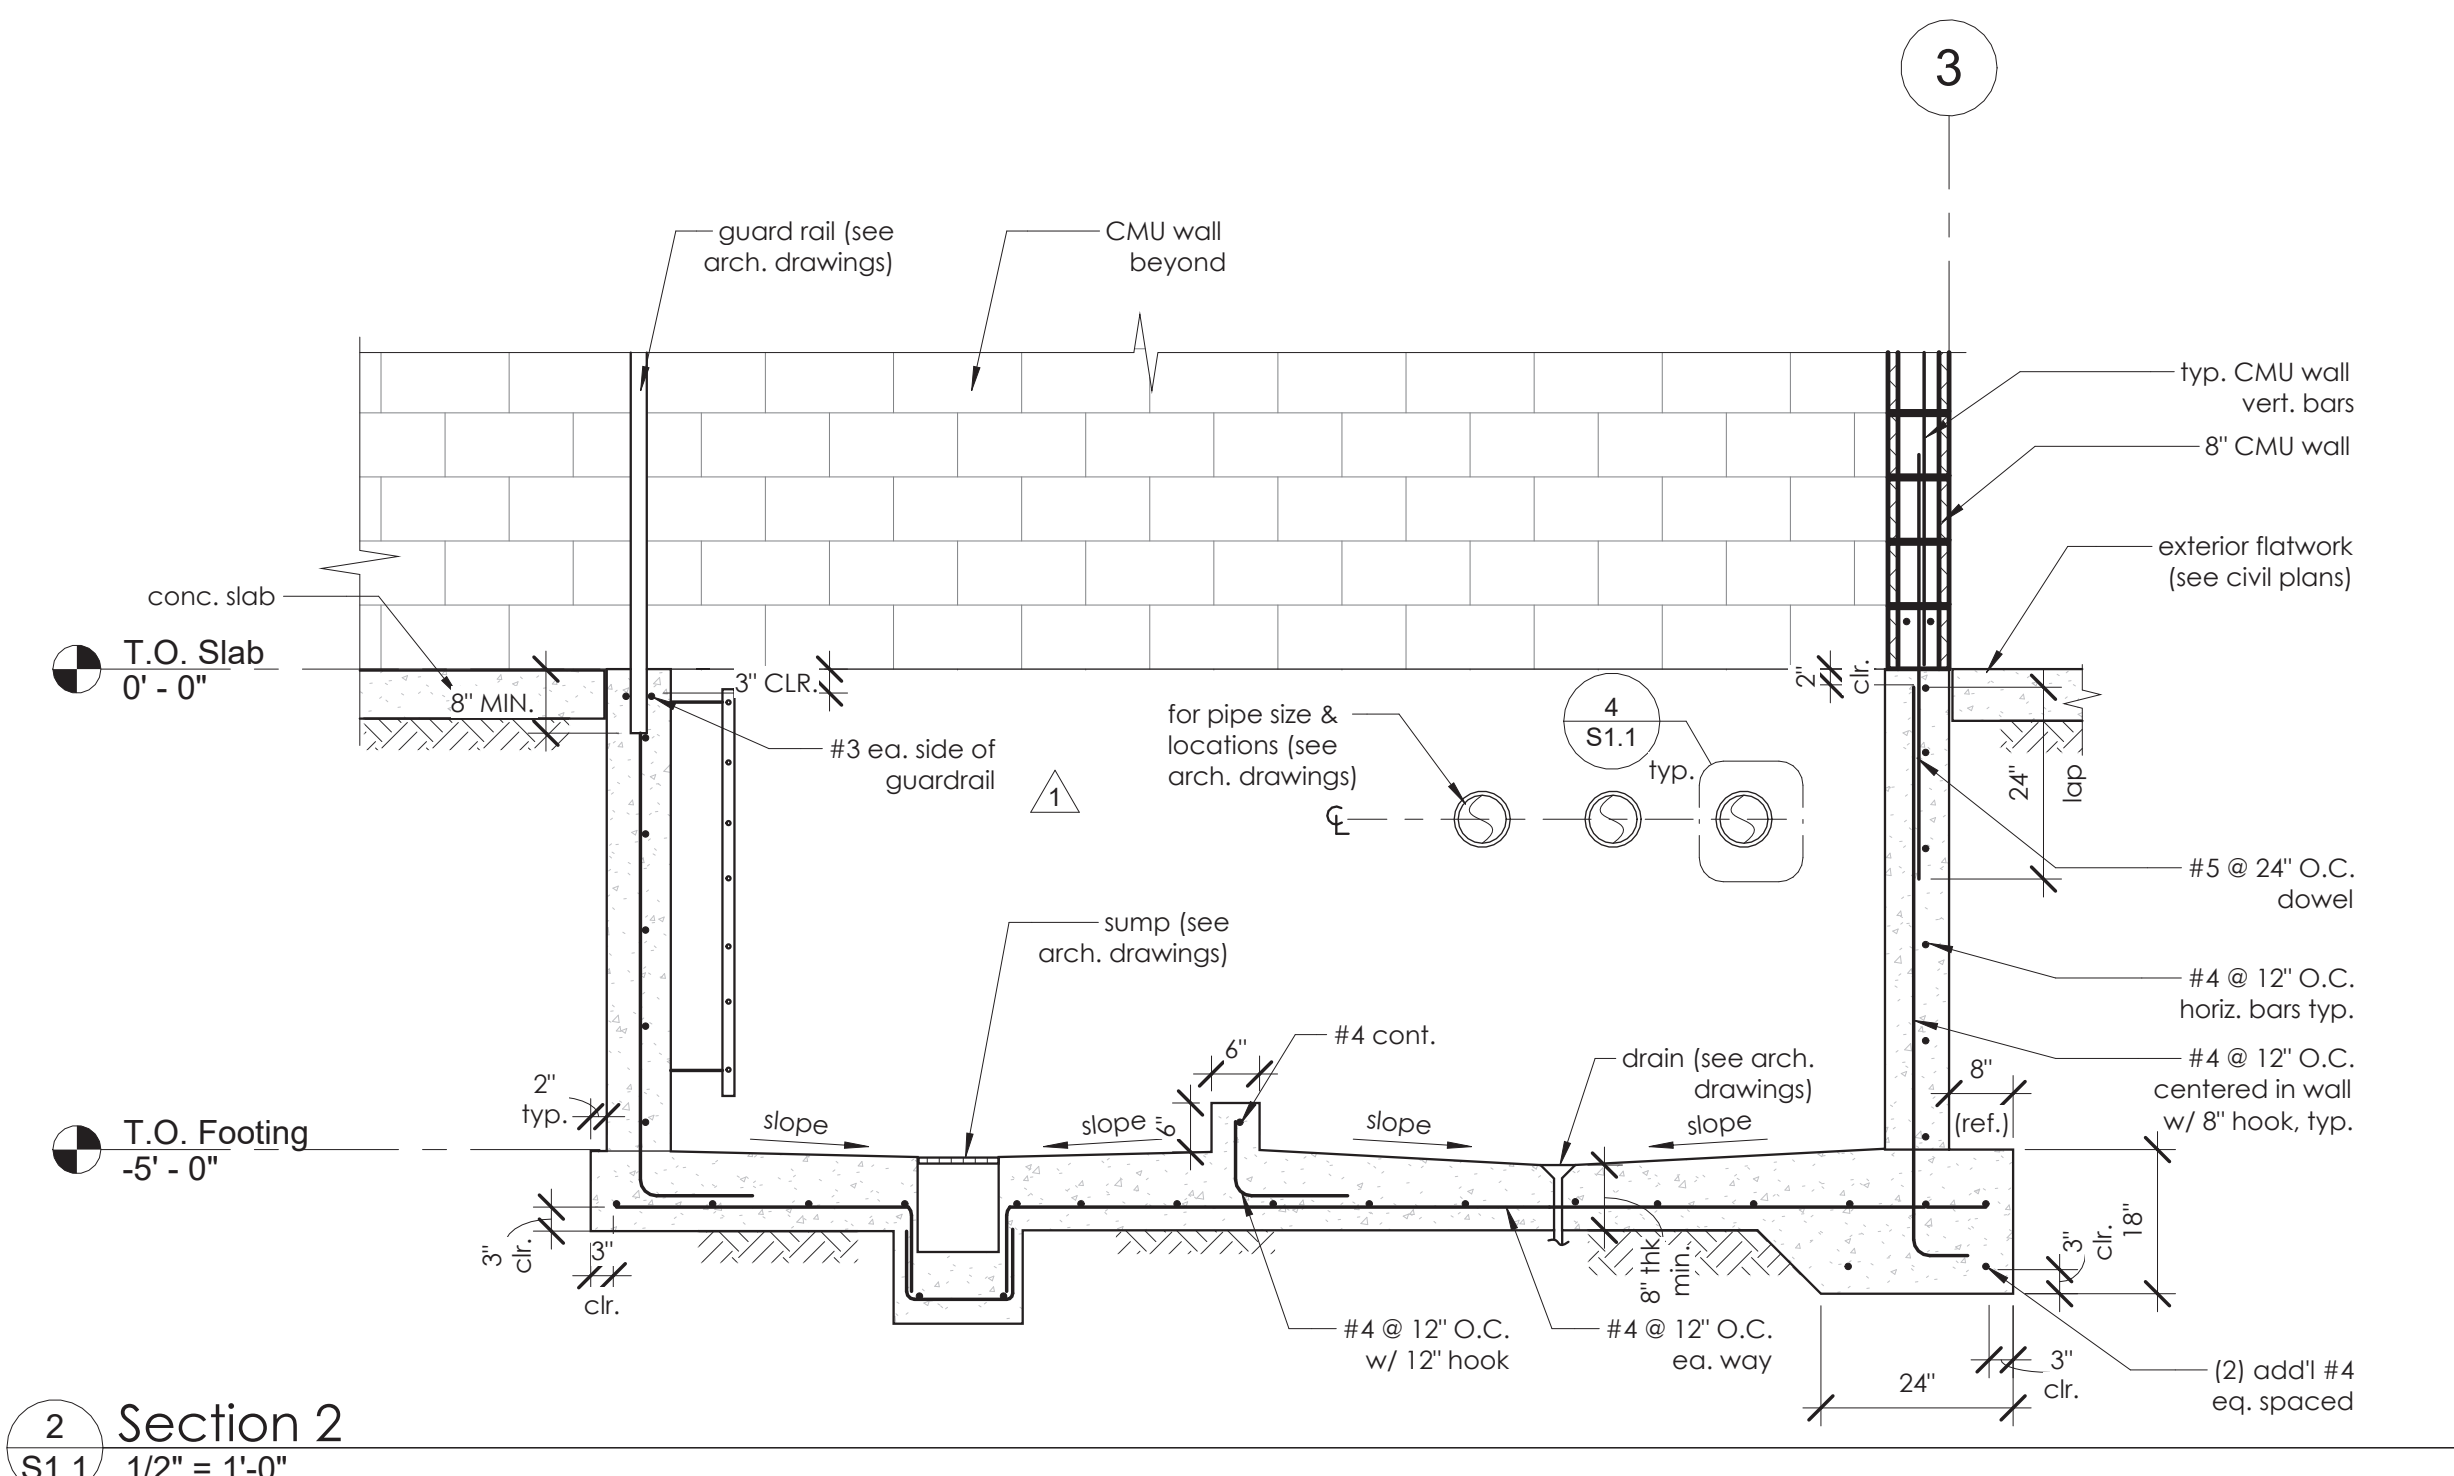 3
guard rail (see
arch. drawings)
CMU wall
beyond
typ. CMU wall
vert. bars
8" CMU wall
exterior flatwork
(see civil plans)
conc. slab
T.O. Slab
0' - 0"
8" MIN.
3" CLR.
2"
clr.
#3 ea. side of
guardrail
1
for pipe size &
locations (see
arch. drawings)
4
S1.1
typ.
℄
24"
lap
#5 @ 24" O.C.
dowel
sump (see
arch. drawings)
#4 @ 12" O.C.
horiz. bars typ.
#4 cont.
6"
drain (see arch.
drawings)
#4 @ 12" O.C.
centered in wall
w/ 8" hook, typ.
8"
(ref.)
2"
typ.
slope
slope
6"
slope
slope
T.O. Footing
-5' - 0"
3"
clr.
3"
clr.
8" thk
min.
3"
clr.
18"
#4 @ 12" O.C.
w/ 12" hook
#4 @ 12" O.C.
ea. way
24"
3"
clr.
(2) add'l #4
eq. spaced
2
S1.1
Section 2
1/2" = 1'-0"